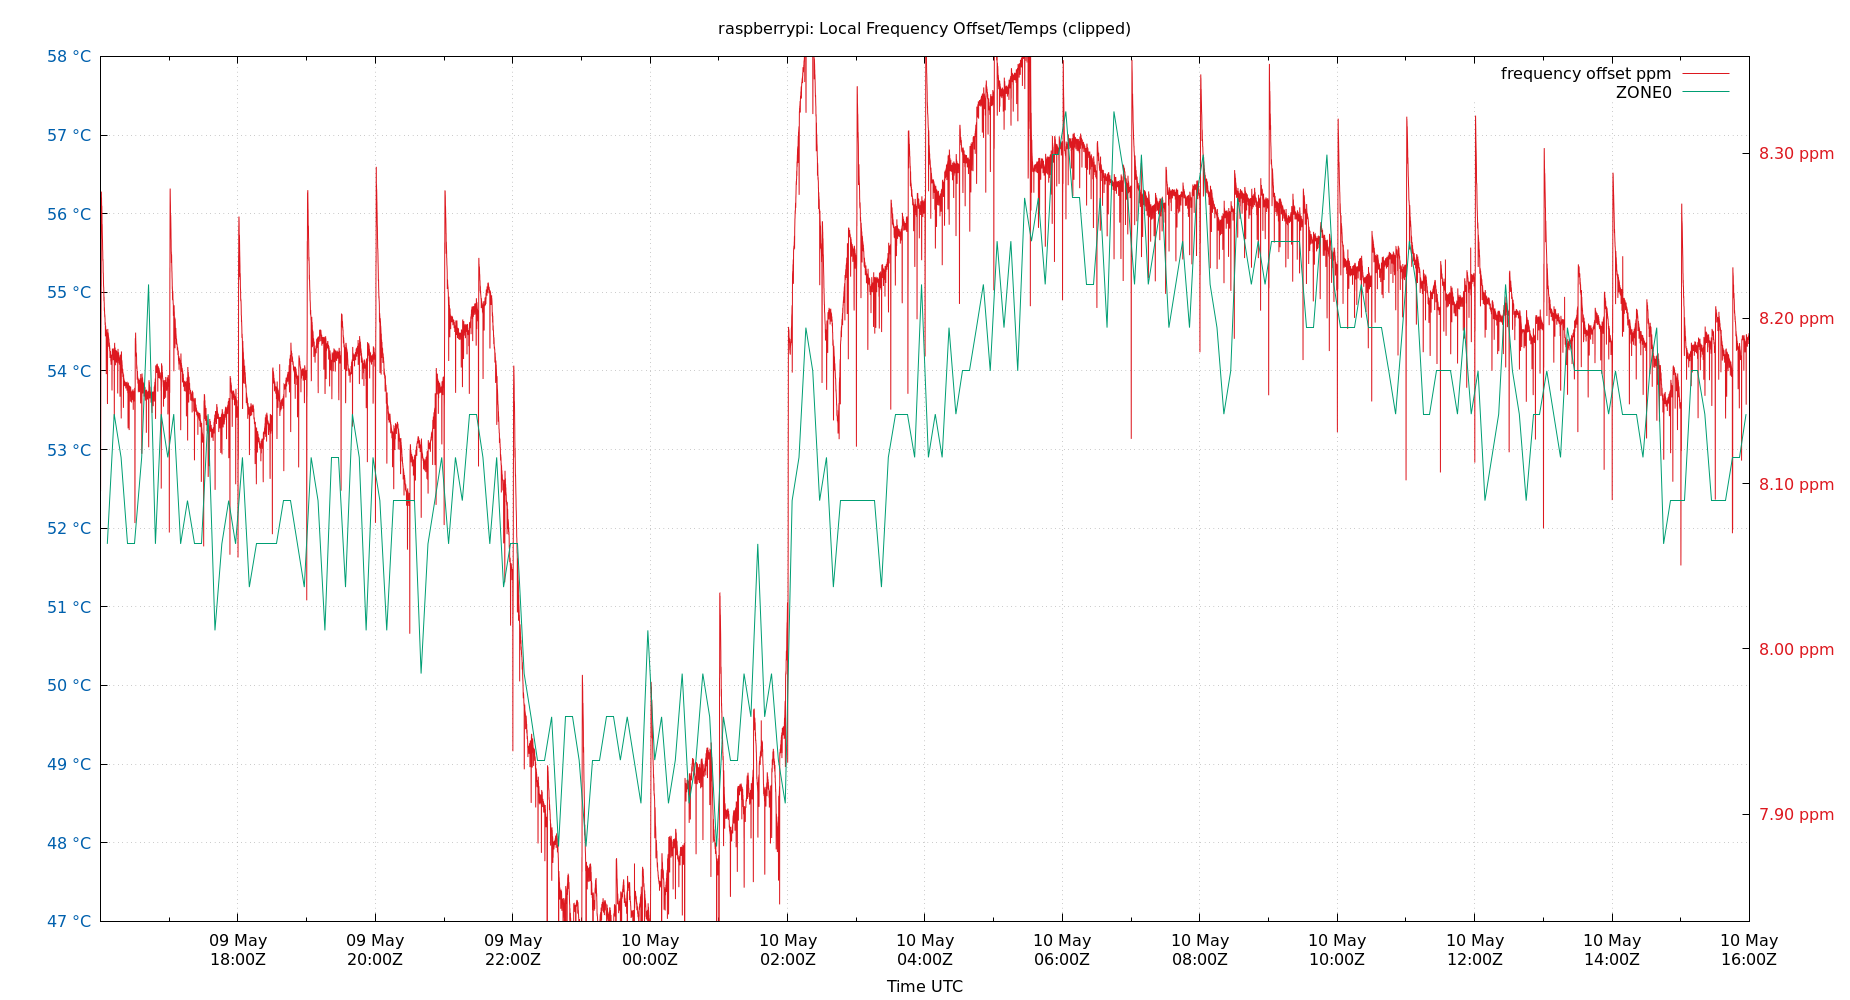 raspberrypi: Local Frequency Offset/Temps (clipped)
frequency offset ppm
ZONE0
58 °C
57 °C
56 °C
55 °C
54 °C
53 °C
52 °C
51 °C
50 °C
49 °C
48 °C
47 °C
8.30 ppm
8.20 ppm
8.10 ppm
8.00 ppm
7.90 ppm
09 May 09 May 09 May 10 May 10 May 10 May 10 May 10 May 10 May 10 May 10 May 10 May
18:00Z 20:00Z 22:00Z 00:00Z 02:00Z 04:00Z 06:00Z 08:00Z 10:00Z 12:00Z 14:00Z 16:00Z
Time UTC